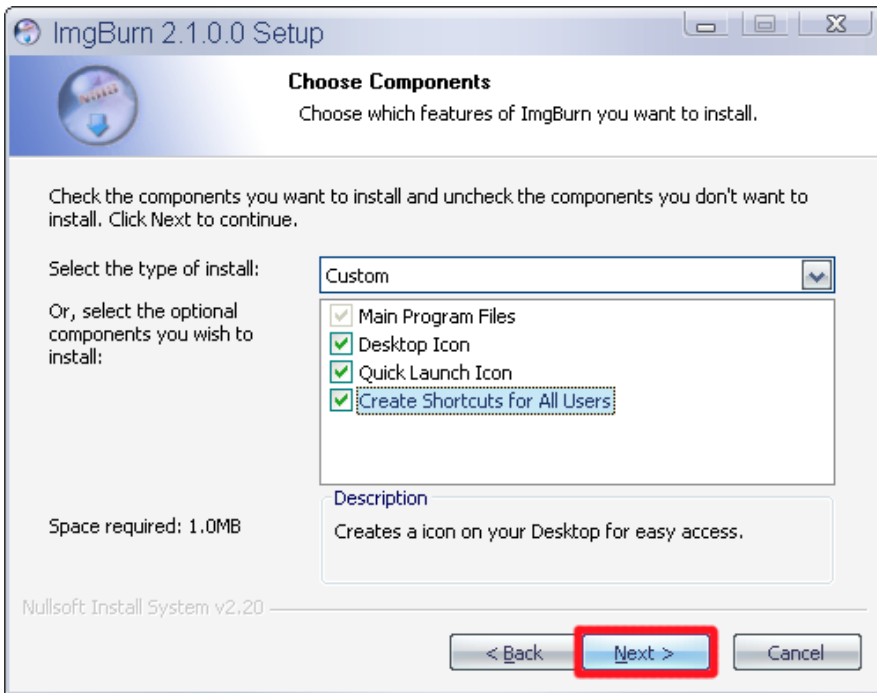 ImgBurn 2.1.0.0 Setup
Choose Components
Choose which features of ImgBurn you want to install.
Check the components you want to install and uncheck the components you don't want to
install. Click Next to continue.
Select the type of install:
Custom
Or, select the optional
components you wish to
install:
Main Program Files
Desktop Icon
Quick Launch Icon
Create Shortcuts for All Users
Space required: 1.0MB
Description
Creates a icon on your Desktop for easy access.
Nullsoft Install System v2.20
< Back
Next >
Cancel